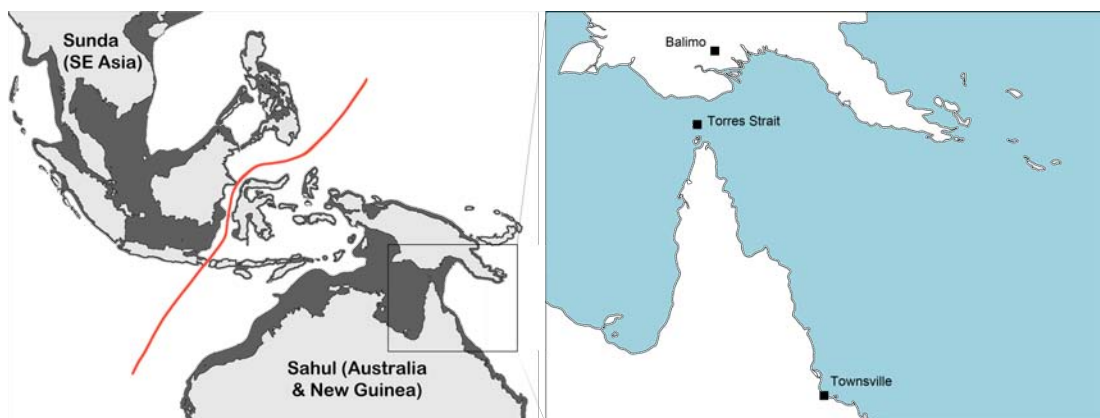 Sunda
(SE Asia)
Sahul (Australia
& New Guinea)
Balimo
Torres Strait
Townsville